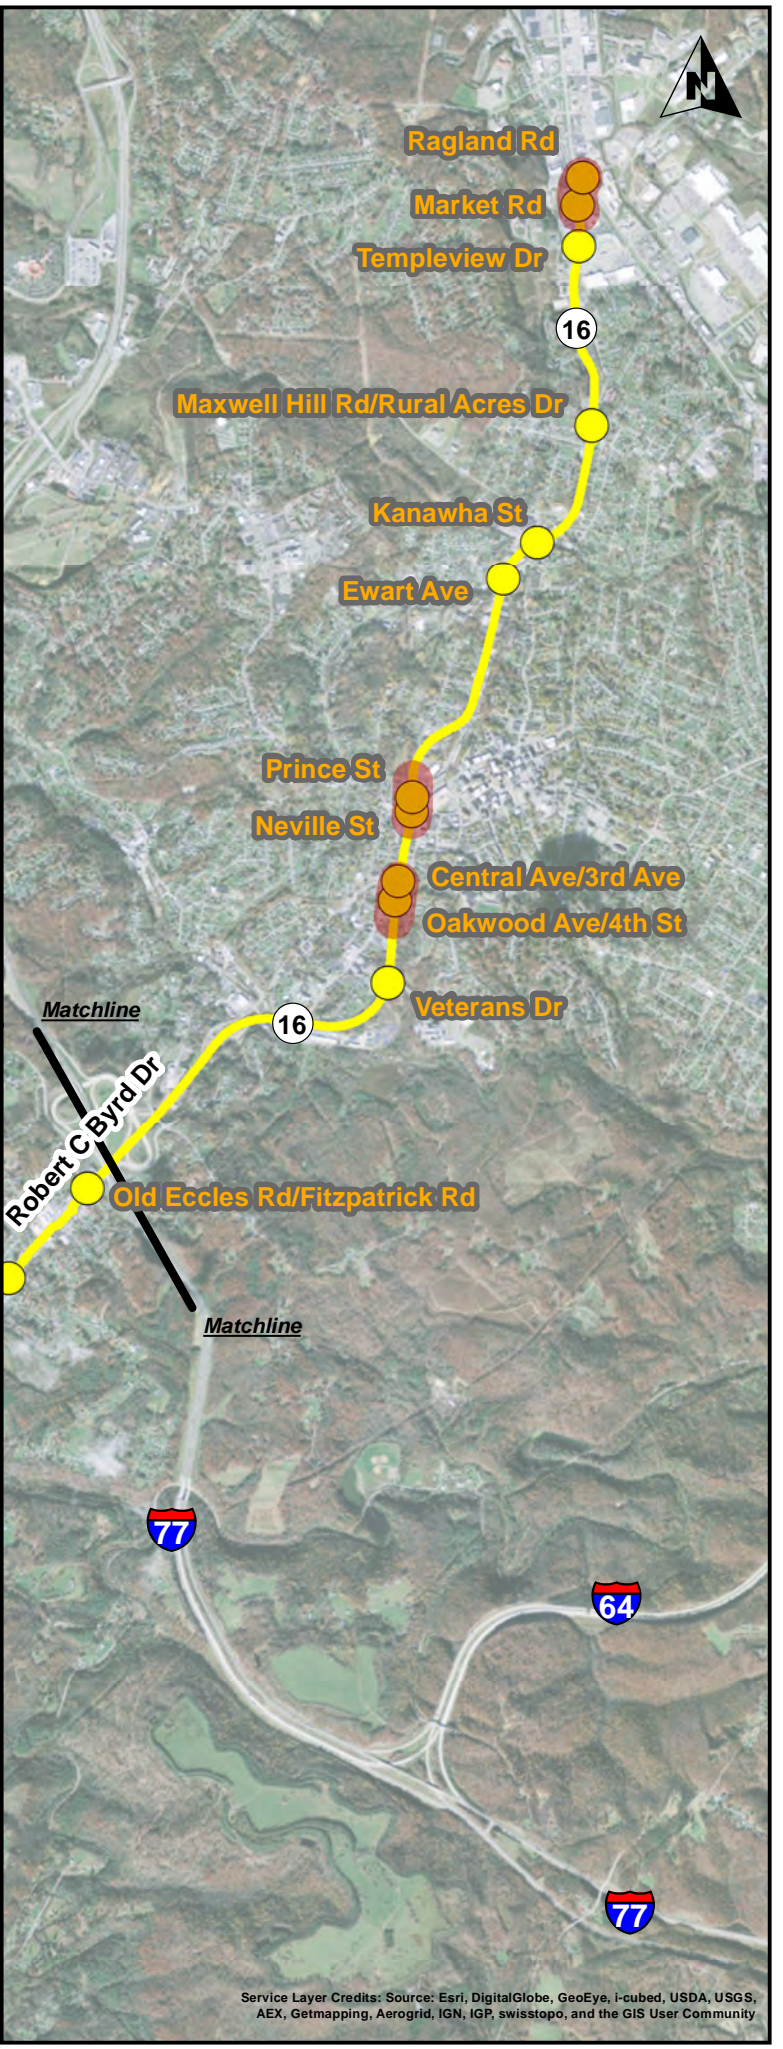 N
Ragland Rd
Market Rd
Templeview Dr
16
Maxwell Hill Rd/Rural Acres Dr
Kanawha St
Ewart Ave
Prince St
Neville St
Central Ave/3rd Ave
Oakwood Ave/4th St
Veterans Dr
Matchline
16
Robert C Byrd Dr
Old Eccles Rd/Fitzpatrick Rd
Matchline
77
64
77
Service Layer Credits: Source: Esri, DigitalGlobe, GeoEye, i-cubed, USDA, USGS,
AEX, Getmapping, Aerogrid, IGN, IGP, swisstopo, and the GIS User Community